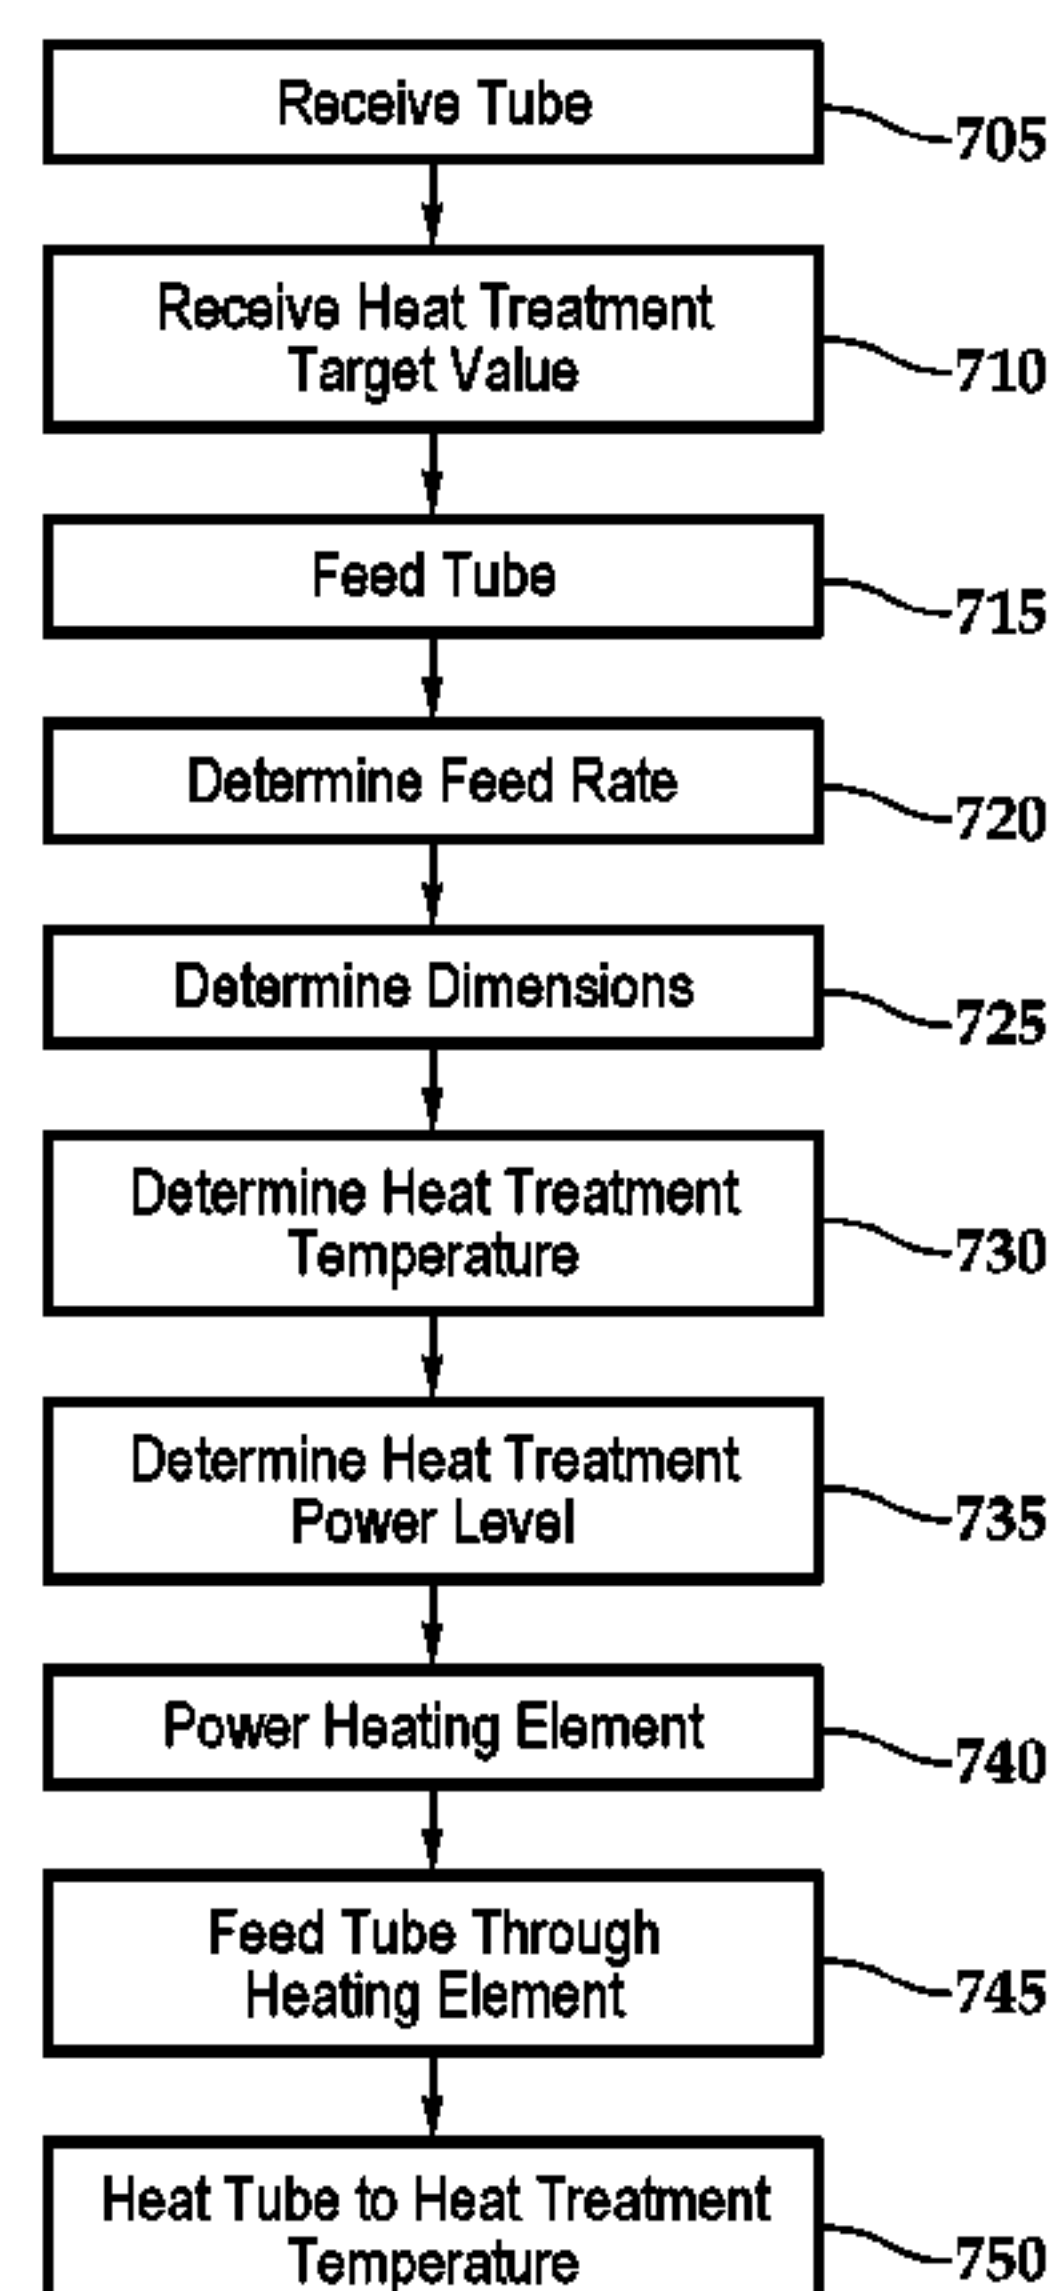 Receive Tube
705
Receive Heat Treatment
Target Value
710
Feed Tube
715
Determine Feed Rate
720
Determine Dimensions
725
Determine Heat Treatment
Temperature
730
Determine Heat Treatment
Power Level
735
Power Heating Element
740
Feed Tube Through
Heating Element
745
Heat Tube to Heat Treatment
Temperature
750